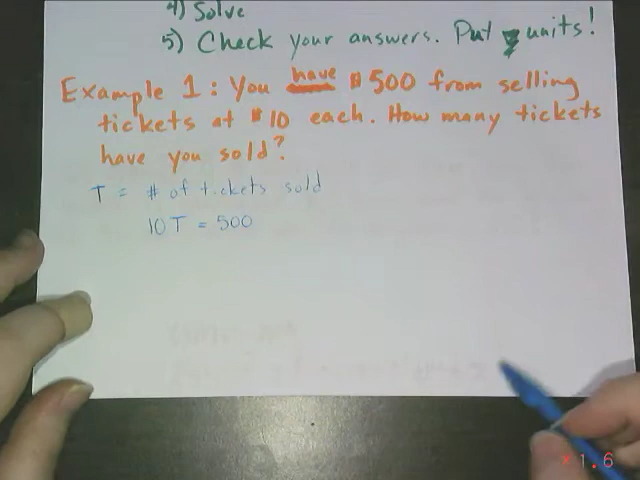 4) Solve
5) Check your answers. Put units!
Example 1: You have $500 from selling
tickets at $10 each. How many tickets
have you sold?
T = # of tickets sold
10T = 500
×1.6